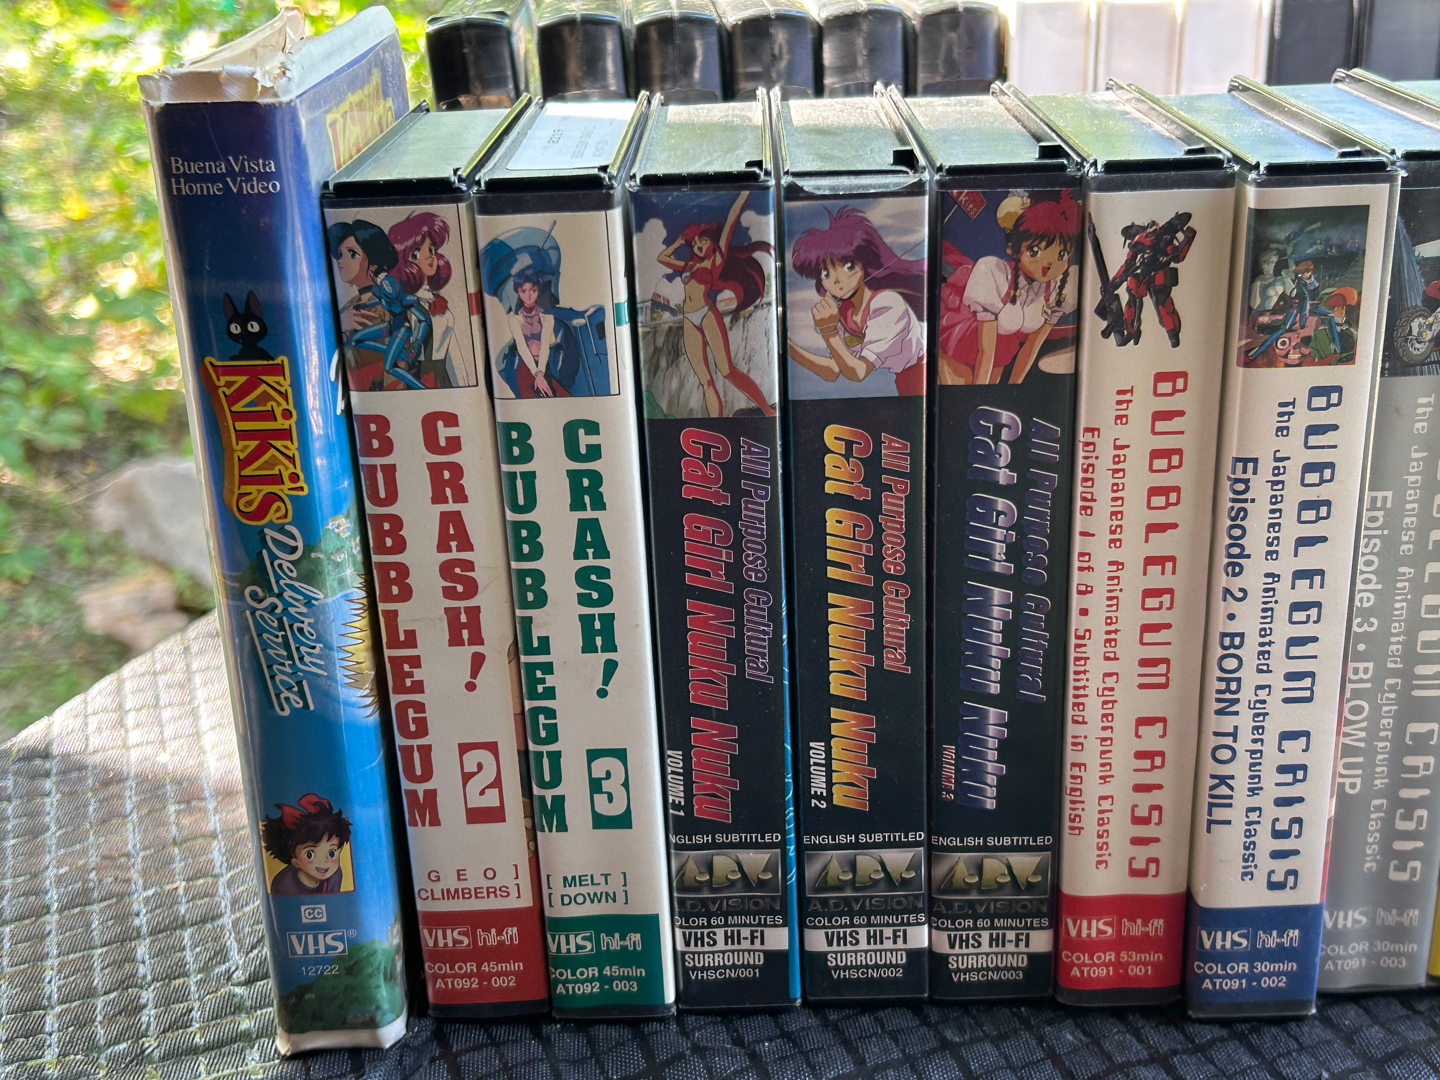 Buena Vista
Home Video
KiKi's
Delivery
Service
CC
VHS®
12722
BUBBLEGUM
CRASH!
2
GEO ]
CLIMBERS ]
VHS hi-fi
COLOR 45min
AT092 - 002
BUBBLEGUM
CRASH!
3
[ MELT ]
[ DOWN ]
VHS hi-fi
COLOR 45min
AT092 - 003
All Purpose Cultural
Cat Girl Nuku Nuku
VOLUME 1
ENGLISH SUBTITLED
A.D.V.
A.D.VISION
COLOR 60 MINUTES
VHS HI-FI
SURROUND
VHSCN/001
All Purpose Cultural
Cat Girl Nuku Nuku
VOLUME 2
ENGLISH SUBTITLED
A.D.V.
A.D.VISION
COLOR 60 MINUTES
VHS HI-FI
SURROUND
VHSCN/002
All Purpose Cultural
Cat Girl Nuku Nuku
VOLUME 3
ENGLISH SUBTITLED
A.D.V.
A.D.VISION
COLOR 60 MINUTES
VHS HI-FI
SURROUND
VHSCN/003
BUBBLEGUM CRISIS
The Japanese Animated Cyberpunk Classic
Episode 1 of 8 • Subtitled in English
VHS hi-fi
COLOR 53min
AT091 - 001
BUBBLEGUM CRISIS
The Japanese Animated Cyberpunk Classic
Episode 2 • BORN TO KILL
VHS hi-fi
COLOR 30min
AT091 - 002
BUBBLEGUM CRISIS
The Japanese Animated Cyberpunk Classic
Episode 3 • BLOW UP
VHS hi-fi
COLOR 30min
AT091 - 003